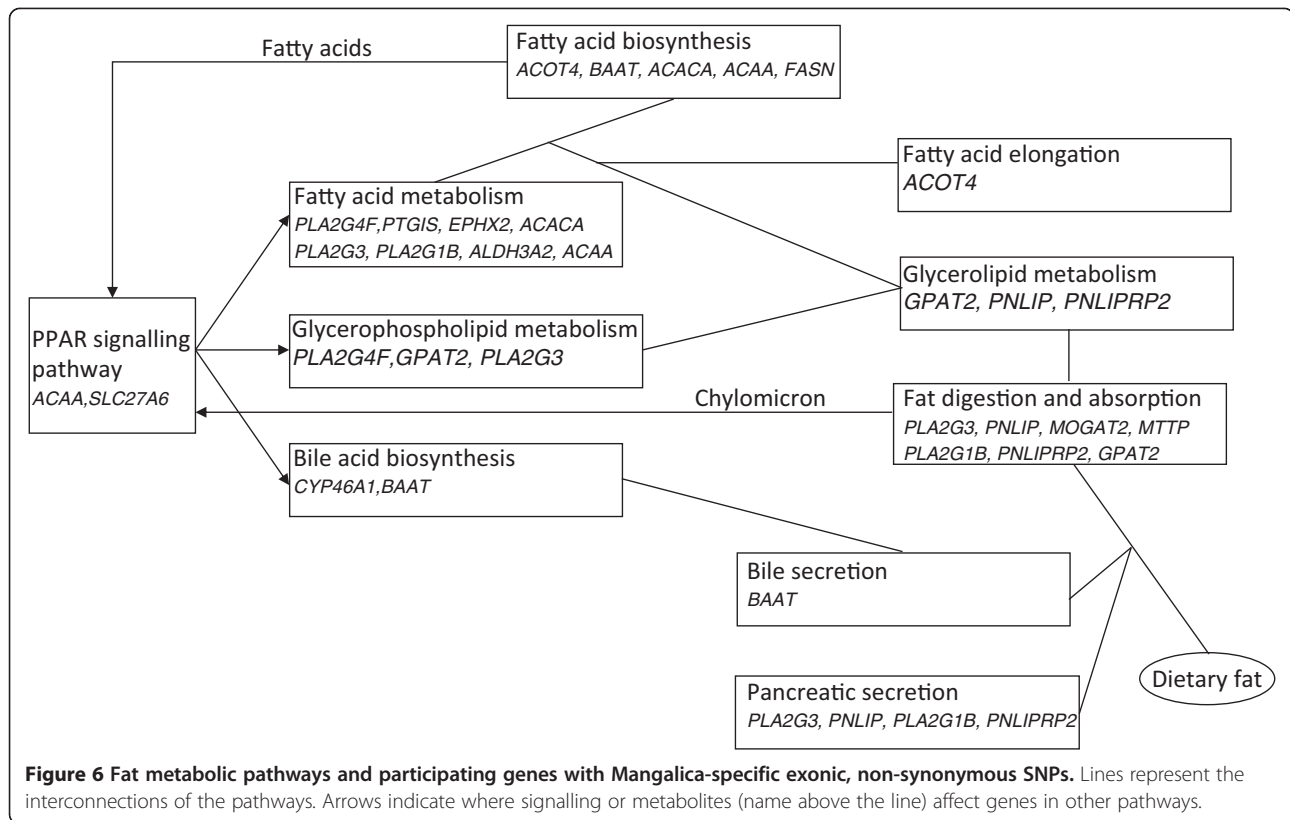 Fatty acids
Fatty acid biosynthesis
ACOT4, BAAT, ACACA, ACAA, FASN
Fatty acid elongation
ACOT4
Fatty acid metabolism
PLA2G4F,PTGIS, EPHX2, ACACA
PLA2G3, PLA2G1B, ALDH3A2, ACAA
Glycerolipid metabolism
GPAT2, PNLIP, PNLIPRP2
PPAR signalling
pathway
ACAA,SLC27A6
Glycerophospholipid metabolism
PLA2G4F,GPAT2, PLA2G3
Chylomicron
Fat digestion and absorption
PLA2G3, PNLIP, MOGAT2, MTTP
PLA2G1B, PNLIPRP2, GPAT2
Bile acid biosynthesis
CYP46A1,BAAT
Bile secretion
BAAT
Dietary fat
Pancreatic secretion
PLA2G3, PNLIP, PLA2G1B, PNLIPRP2
Figure 6 Fat metabolic pathways and participating genes with Mangalica-specific exonic, non-synonymous SNPs. Lines represent the
interconnections of the pathways. Arrows indicate where signalling or metabolites (name above the line) affect genes in other pathways.